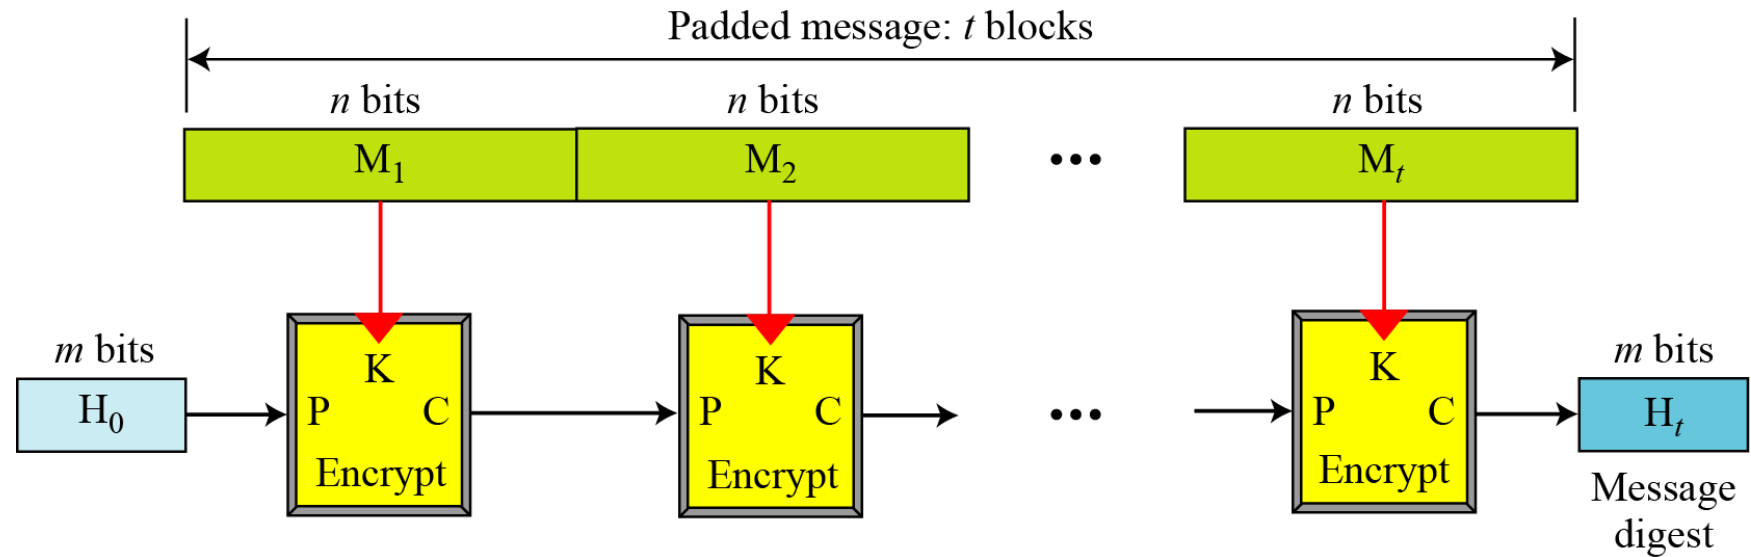 Padded message: t blocks
n bits n bits n bits
M1 M2 ••• Mt
m bits K K K m bits
H0 P C P C ••• P C Ht
Encrypt Encrypt Encrypt
Message
digest